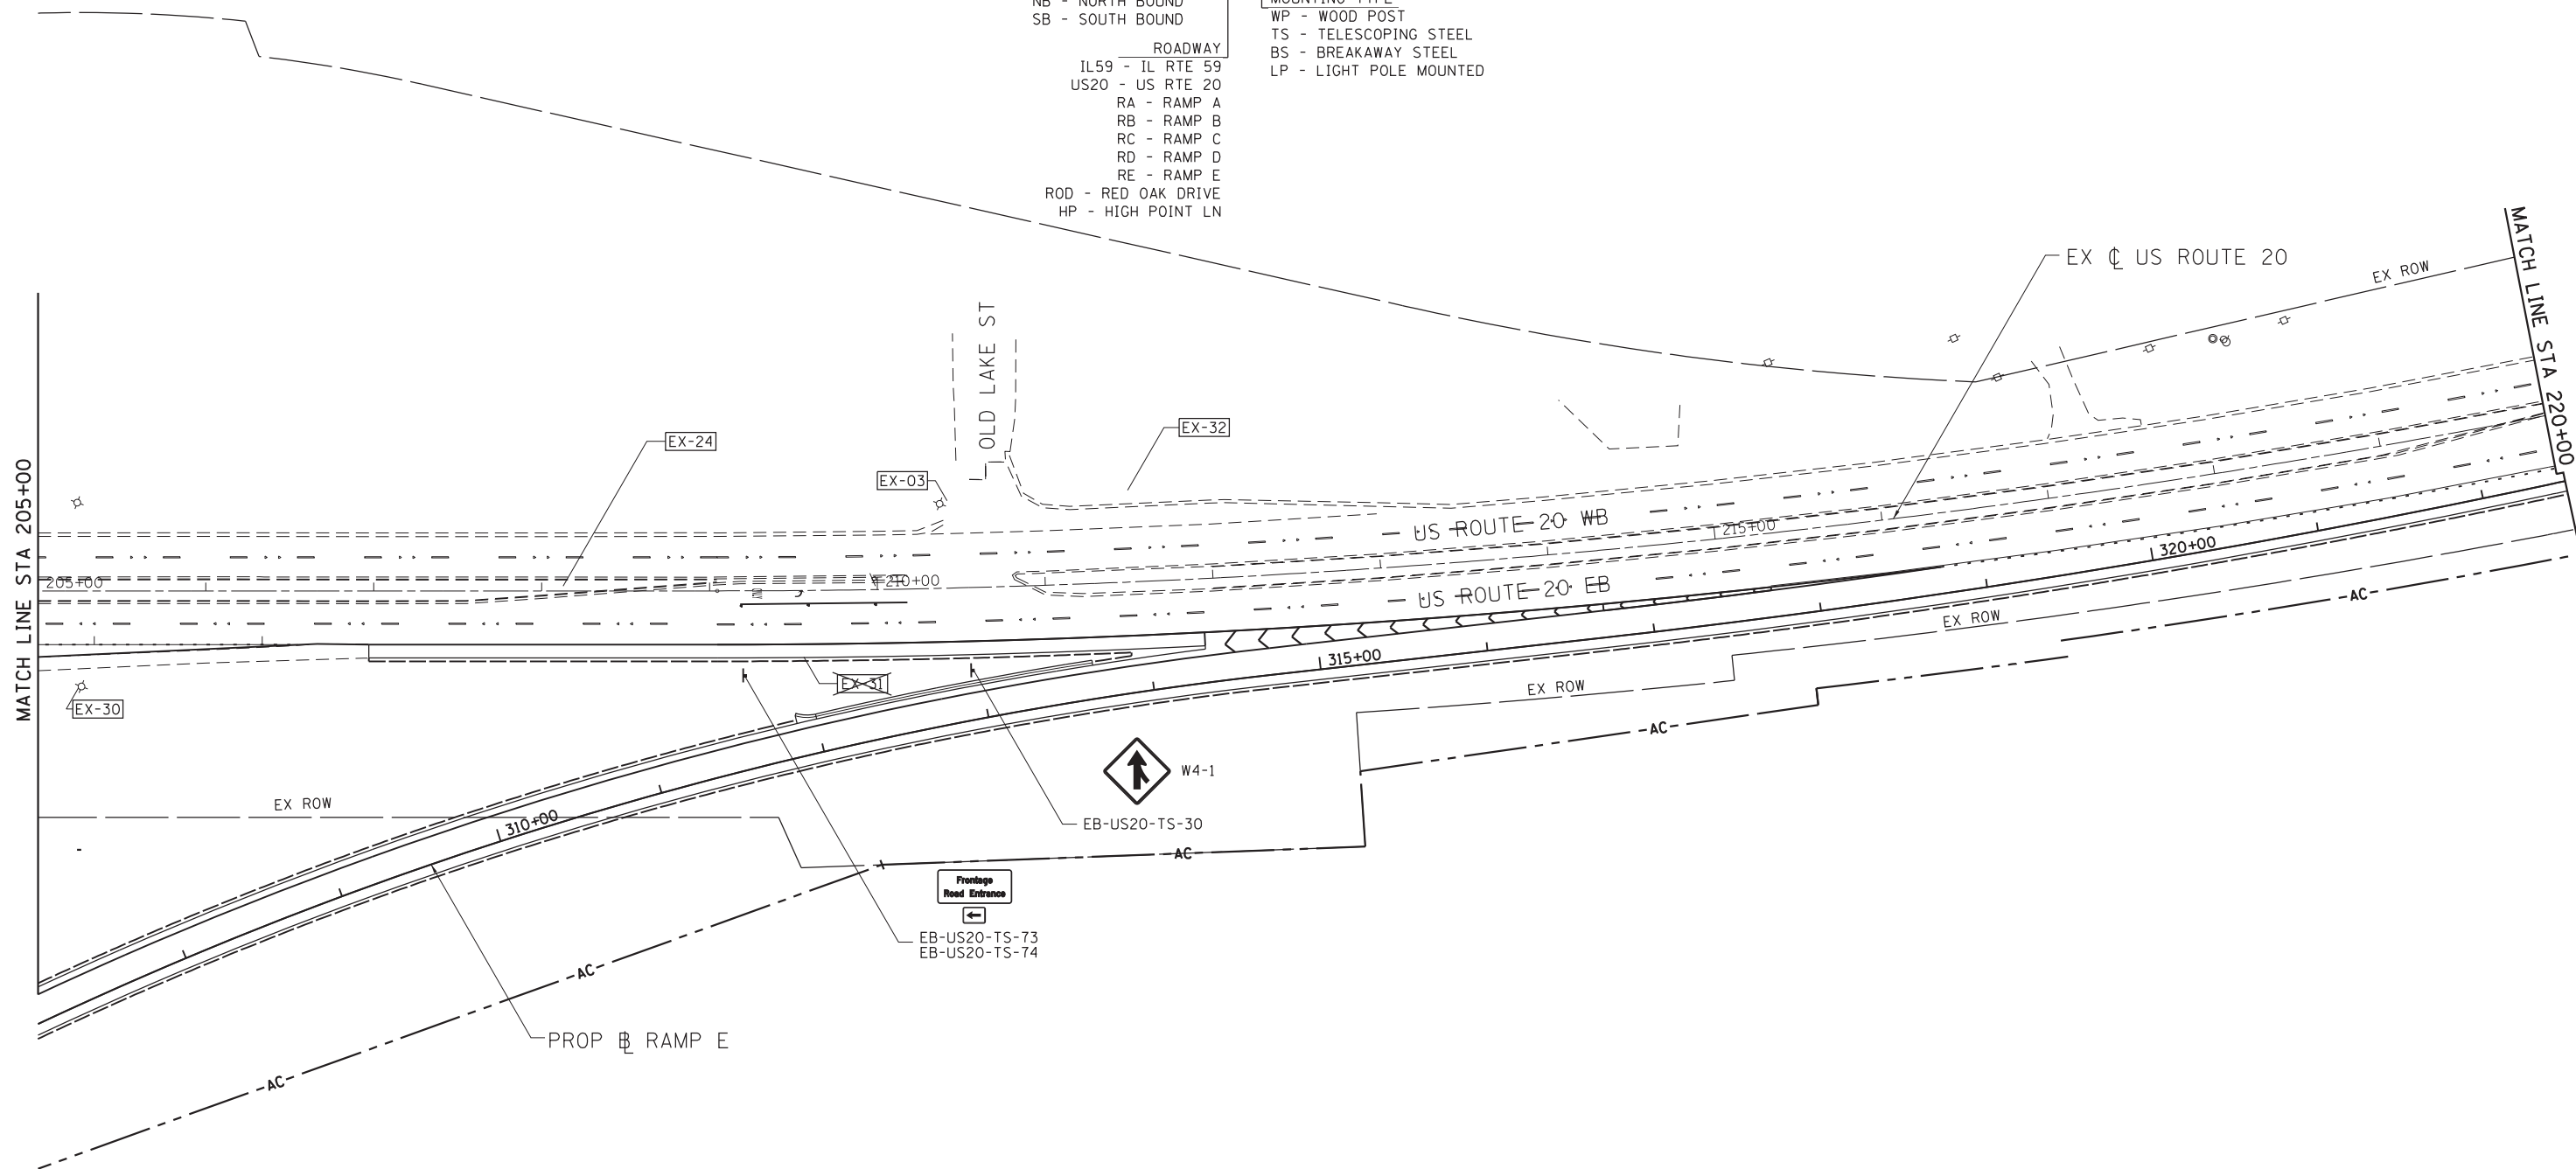 NB - NORTH BOUND
SB - SOUTH BOUND
ROADWAY
IL59 - IL RTE 59
US20 - US RTE 20
RA - RAMP A
RB - RAMP B
RC - RAMP C
RD - RAMP D
RE - RAMP E
ROD - RED OAK DRIVE
HP - HIGH POINT LN
MOUNTING TYPE
WP - WOOD POST
TS - TELESCOPING STEEL
BS - BREAKAWAY STEEL
LP - LIGHT POLE MOUNTED
MATCH LINE STA 205+00
MATCH LINE STA 220+00
EX ℄ US ROUTE 20
EX ROW
OLD LAKE ST
EX-24
EX-03
EX-32
US ROUTE 20 WB
215+00
205+00
210+00
US ROUTE 20 EB
320+00
315+00
EX ROW
AC
EX-31
EX-30
EX ROW
AC
W4-1
EX ROW
310+00
EB-US20-TS-30
AC
Frontage
Road Entrance
EB-US20-TS-73
EB-US20-TS-74
AC
PROP BL RAMP E
AC